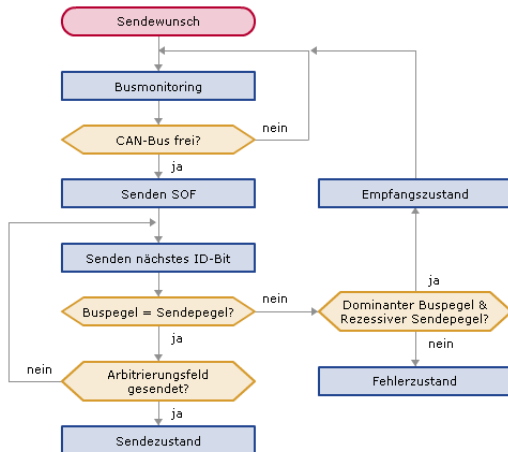 Sendewunsch
Busmonitoring
nein
CAN-Bus frei?
ja
Senden SOF
Empfangszustand
Senden nächstes ID-Bit
ja
nein
Buspegel = Sendepegel?
Dominanter Buspegel &
Rezessiver Sendepegel?
ja
nein
nein
Arbitrierungsfeld
gesendet?
Fehlerzustand
ja
Sendezustand